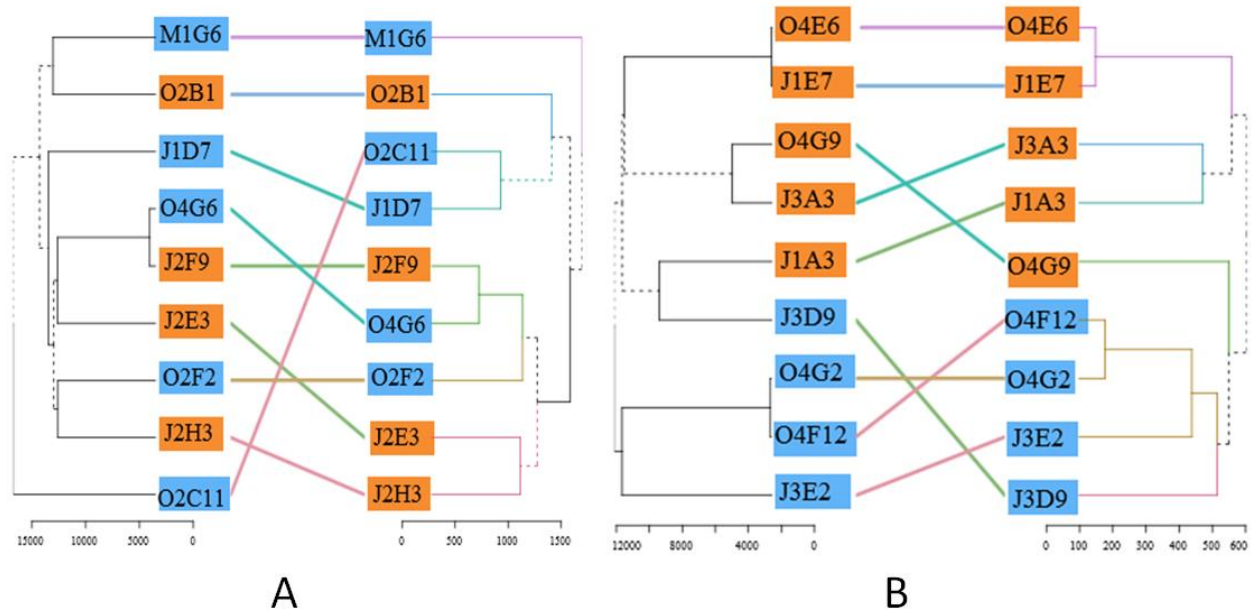 M1G6 M1G6
O2B1 O2B1
J1D7 O2C11
O4G6 J1D7
J2F9 J2F9
J2E3 O4G6
O2F2 O2F2
J2H3 J2E3
O2C11 J2H3
15000 10000 5000 0 0 500 1000 1500
A
O4E6 O4E6
J1E7 J1E7
O4G9 J3A3
J3A3 J1A3
J1A3 O4G9
J3D9 O4F12
O4G2 O4G2
O4F12 J3E2
J3E2 J3D9
12000 8000 4000 0 0 100 200 300 400 500 600
B